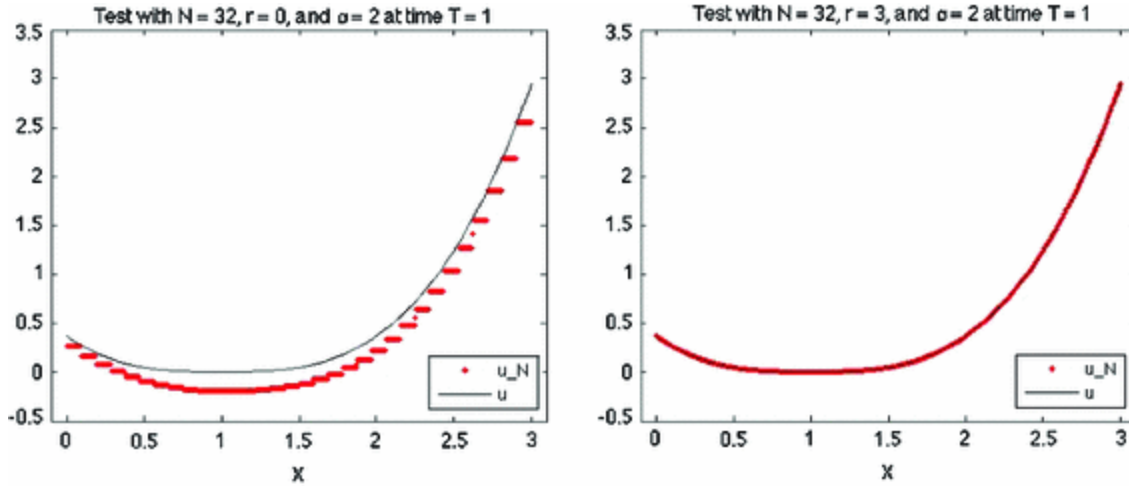 Test with N = 32, r = 0, and σ = 2 at time T = 1
3.5
3
2.5
2
1.5
1
0.5
0
-0.5
0 0.5 1 1.5 2 2.5 3
X
u_N
u
Test with N = 32, r = 3, and σ = 2 at time T = 1
3.5
3
2.5
2
1.5
1
0.5
0
-0.5
0 0.5 1 1.5 2 2.5 3
X
u_N
u